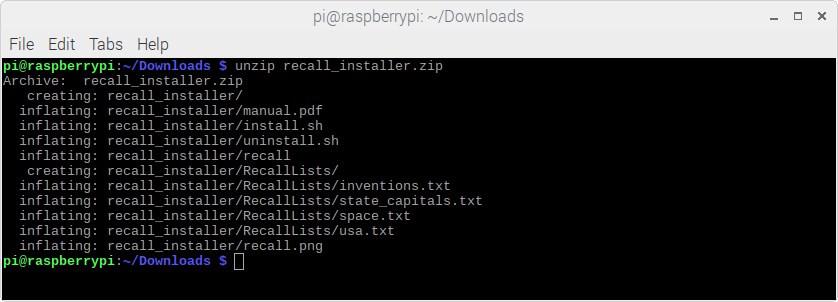 pi@raspberrypi: ~/Downloads
File Edit Tabs Help
pi@raspberrypi:~/Downloads $ unzip recall_installer.zip
Archive:  recall_installer.zip
   creating: recall_installer/
  inflating: recall_installer/manual.pdf
  inflating: recall_installer/install.sh
  inflating: recall_installer/uninstall.sh
  inflating: recall_installer/recall
   creating: recall_installer/RecallLists/
  inflating: recall_installer/RecallLists/inventions.txt
  inflating: recall_installer/RecallLists/state_capitals.txt
  inflating: recall_installer/RecallLists/space.txt
  inflating: recall_installer/RecallLists/usa.txt
  inflating: recall_installer/recall.png
pi@raspberrypi:~/Downloads $